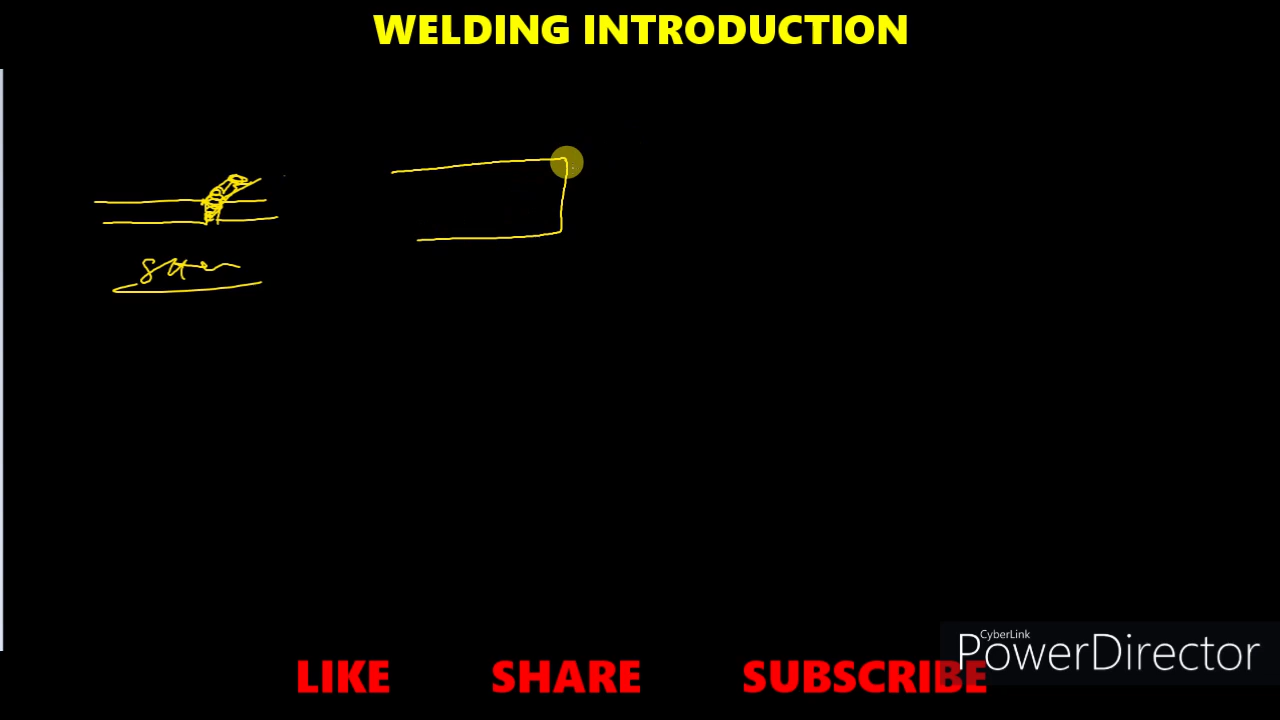 WELDING INTRODUCTION
LIKE SHARE SUBSCRIBE
CyberLink
PowerDirector